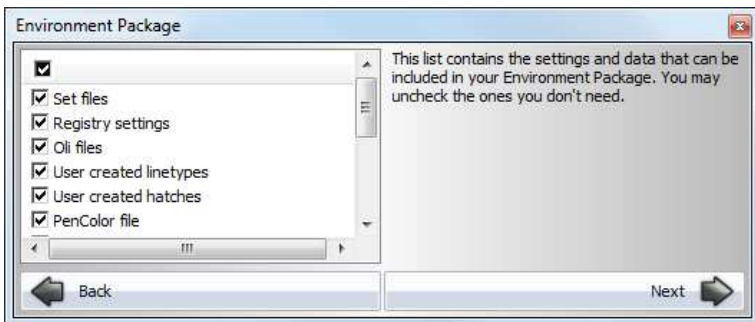 Environment Package
Set files
Registry settings
Oli files
User created linetypes
User created hatches
PenColor file
This list contains the settings and data that can be
included in your Environment Package. You may
uncheck the ones you don't need.
Back
Next